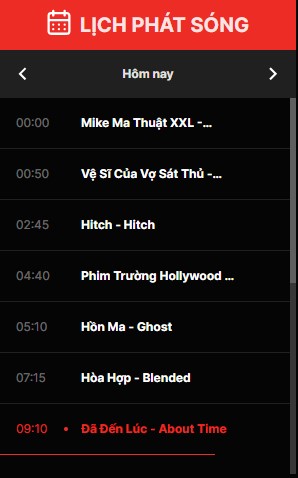 LỊCH PHÁT SÓNG
Hôm nay
00:00 Mike Ma Thuật XXL -...
00:50 Vệ Sĩ Của Vợ Sát Thủ -...
02:45 Hitch - Hitch
04:40 Phim Trường Hollywood ...
05:10 Hồn Ma - Ghost
07:15 Hòa Hợp - Blended
09:10 • Đã Đến Lúc - About Time